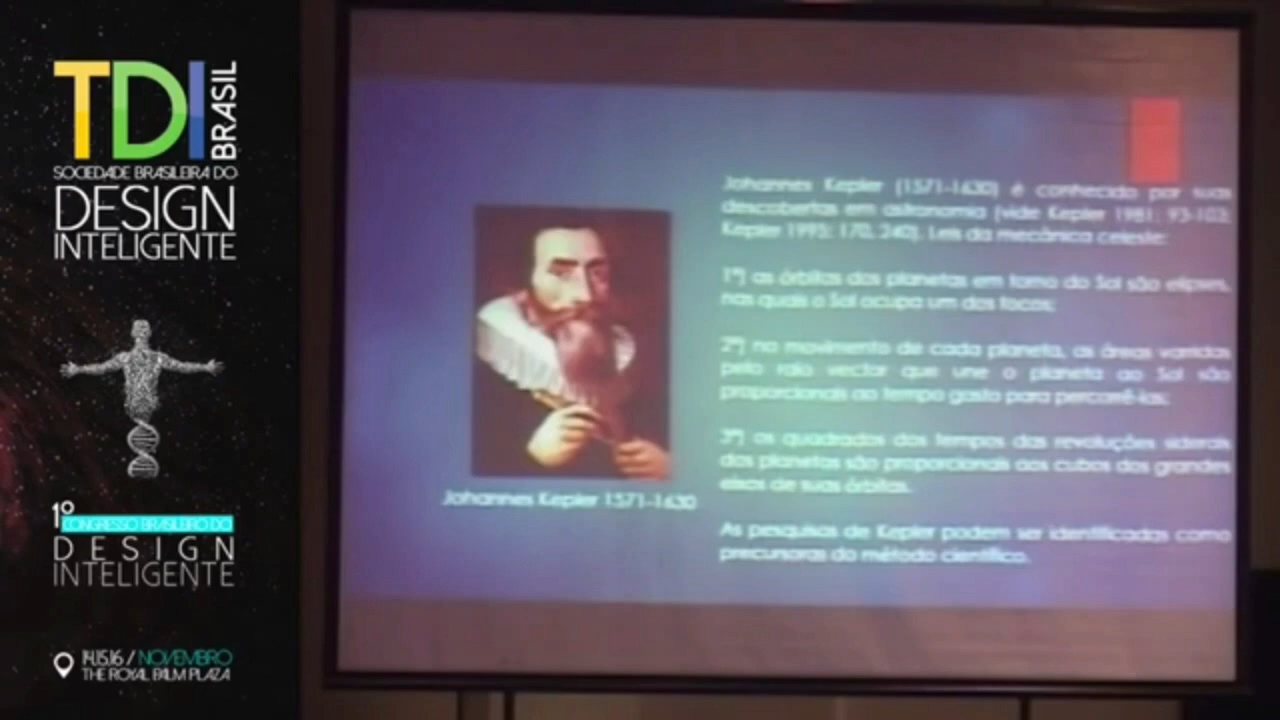 TDI BRASIL
SOCIEDADE BRASILEIRA DO
DESIGN
INTELIGENTE
1º
CONGRESSO BRASILEIRO DO
DESIGN
INTELIGENTE
14.15.16 / NOVEMBRO
THE ROYAL PALM PLAZA
Johannes Kepler 1571-1630
Johannes Kepler (1571-1630) é conhecido por suas
descobertas em astronomia (vide Kepler 1981: 93-103;
Kepler 1995: 170, 240). Leis da mecânica celeste:
1ª) as órbitas dos planetas em torno do Sol são elipses,
nas quais o Sol ocupa um dos focos;
2ª) no movimento de cada planeta, as áreas varridas
pelo raio vector que une o planeta ao Sol são
proporcionais ao tempo gasto para percorrê-las;
3ª) os quadrados dos tempos das revoluções siderais
dos planetas são proporcionais aos cubos dos grandes
eixos de suas órbitas.
As pesquisas de Kepler podem ser identificadas como
precursoras do método científico.